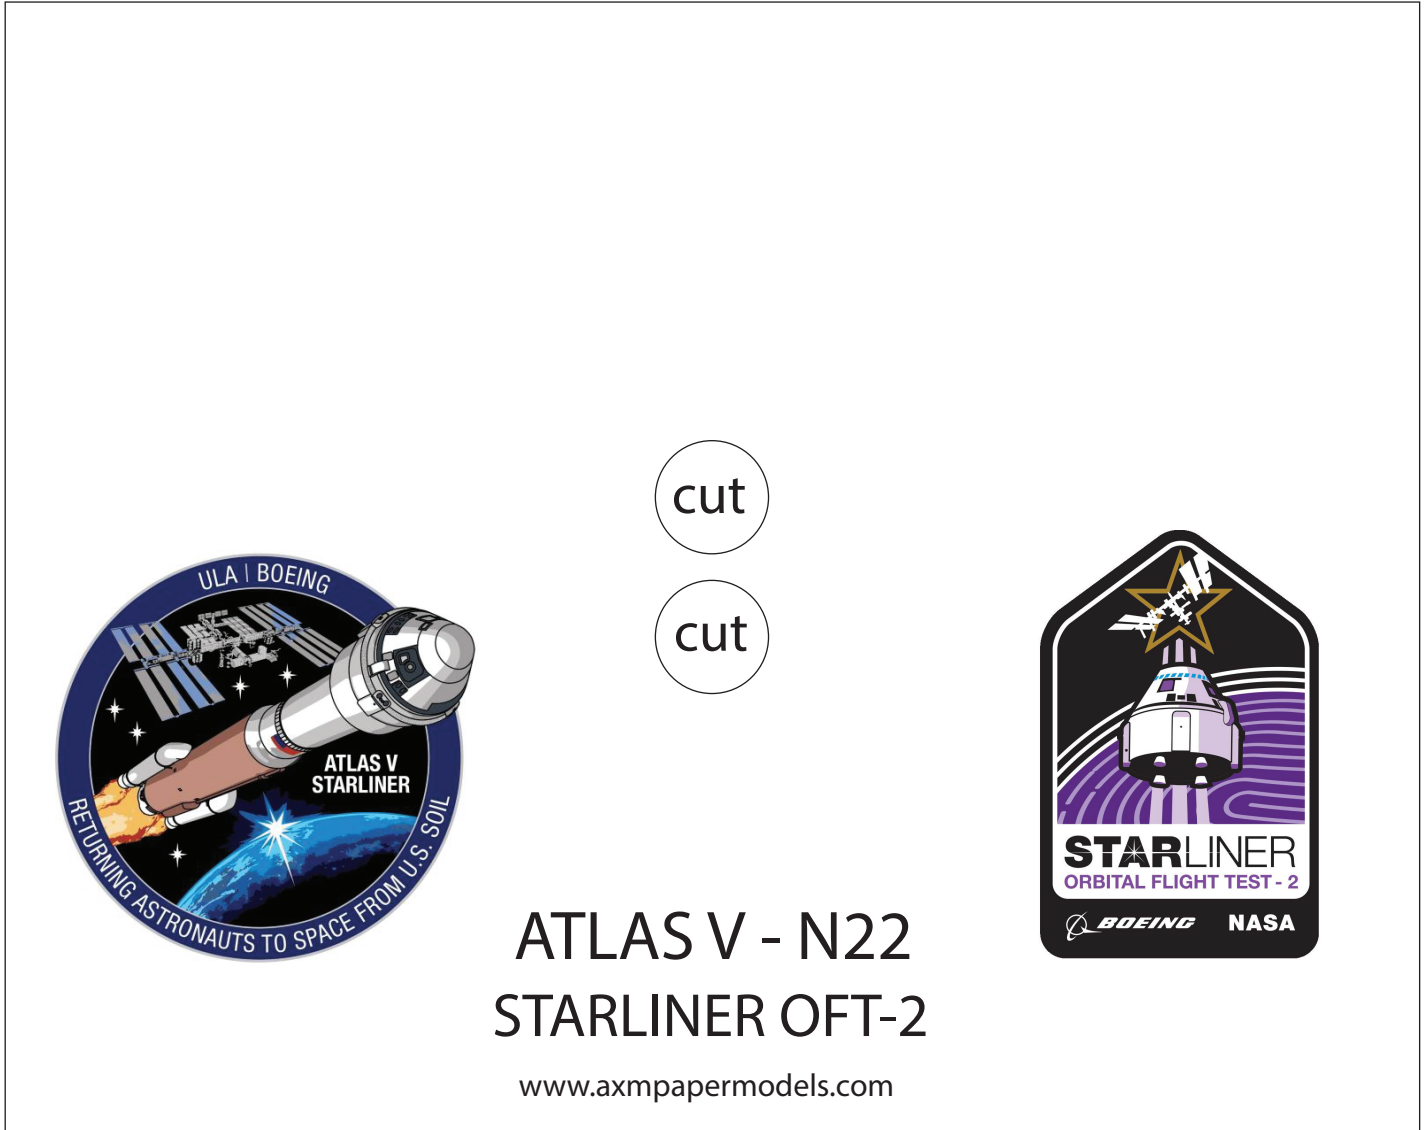 cut
cut
ULA | BOEING
ATLAS V
STARLINER
RETURNING ASTRONAUTS TO SPACE FROM U.S. SOIL
STARLINER
ORBITAL FLIGHT TEST - 2
BOEING NASA
ATLAS V - N22
STARLINER OFT-2
www.axmpapermodels.com